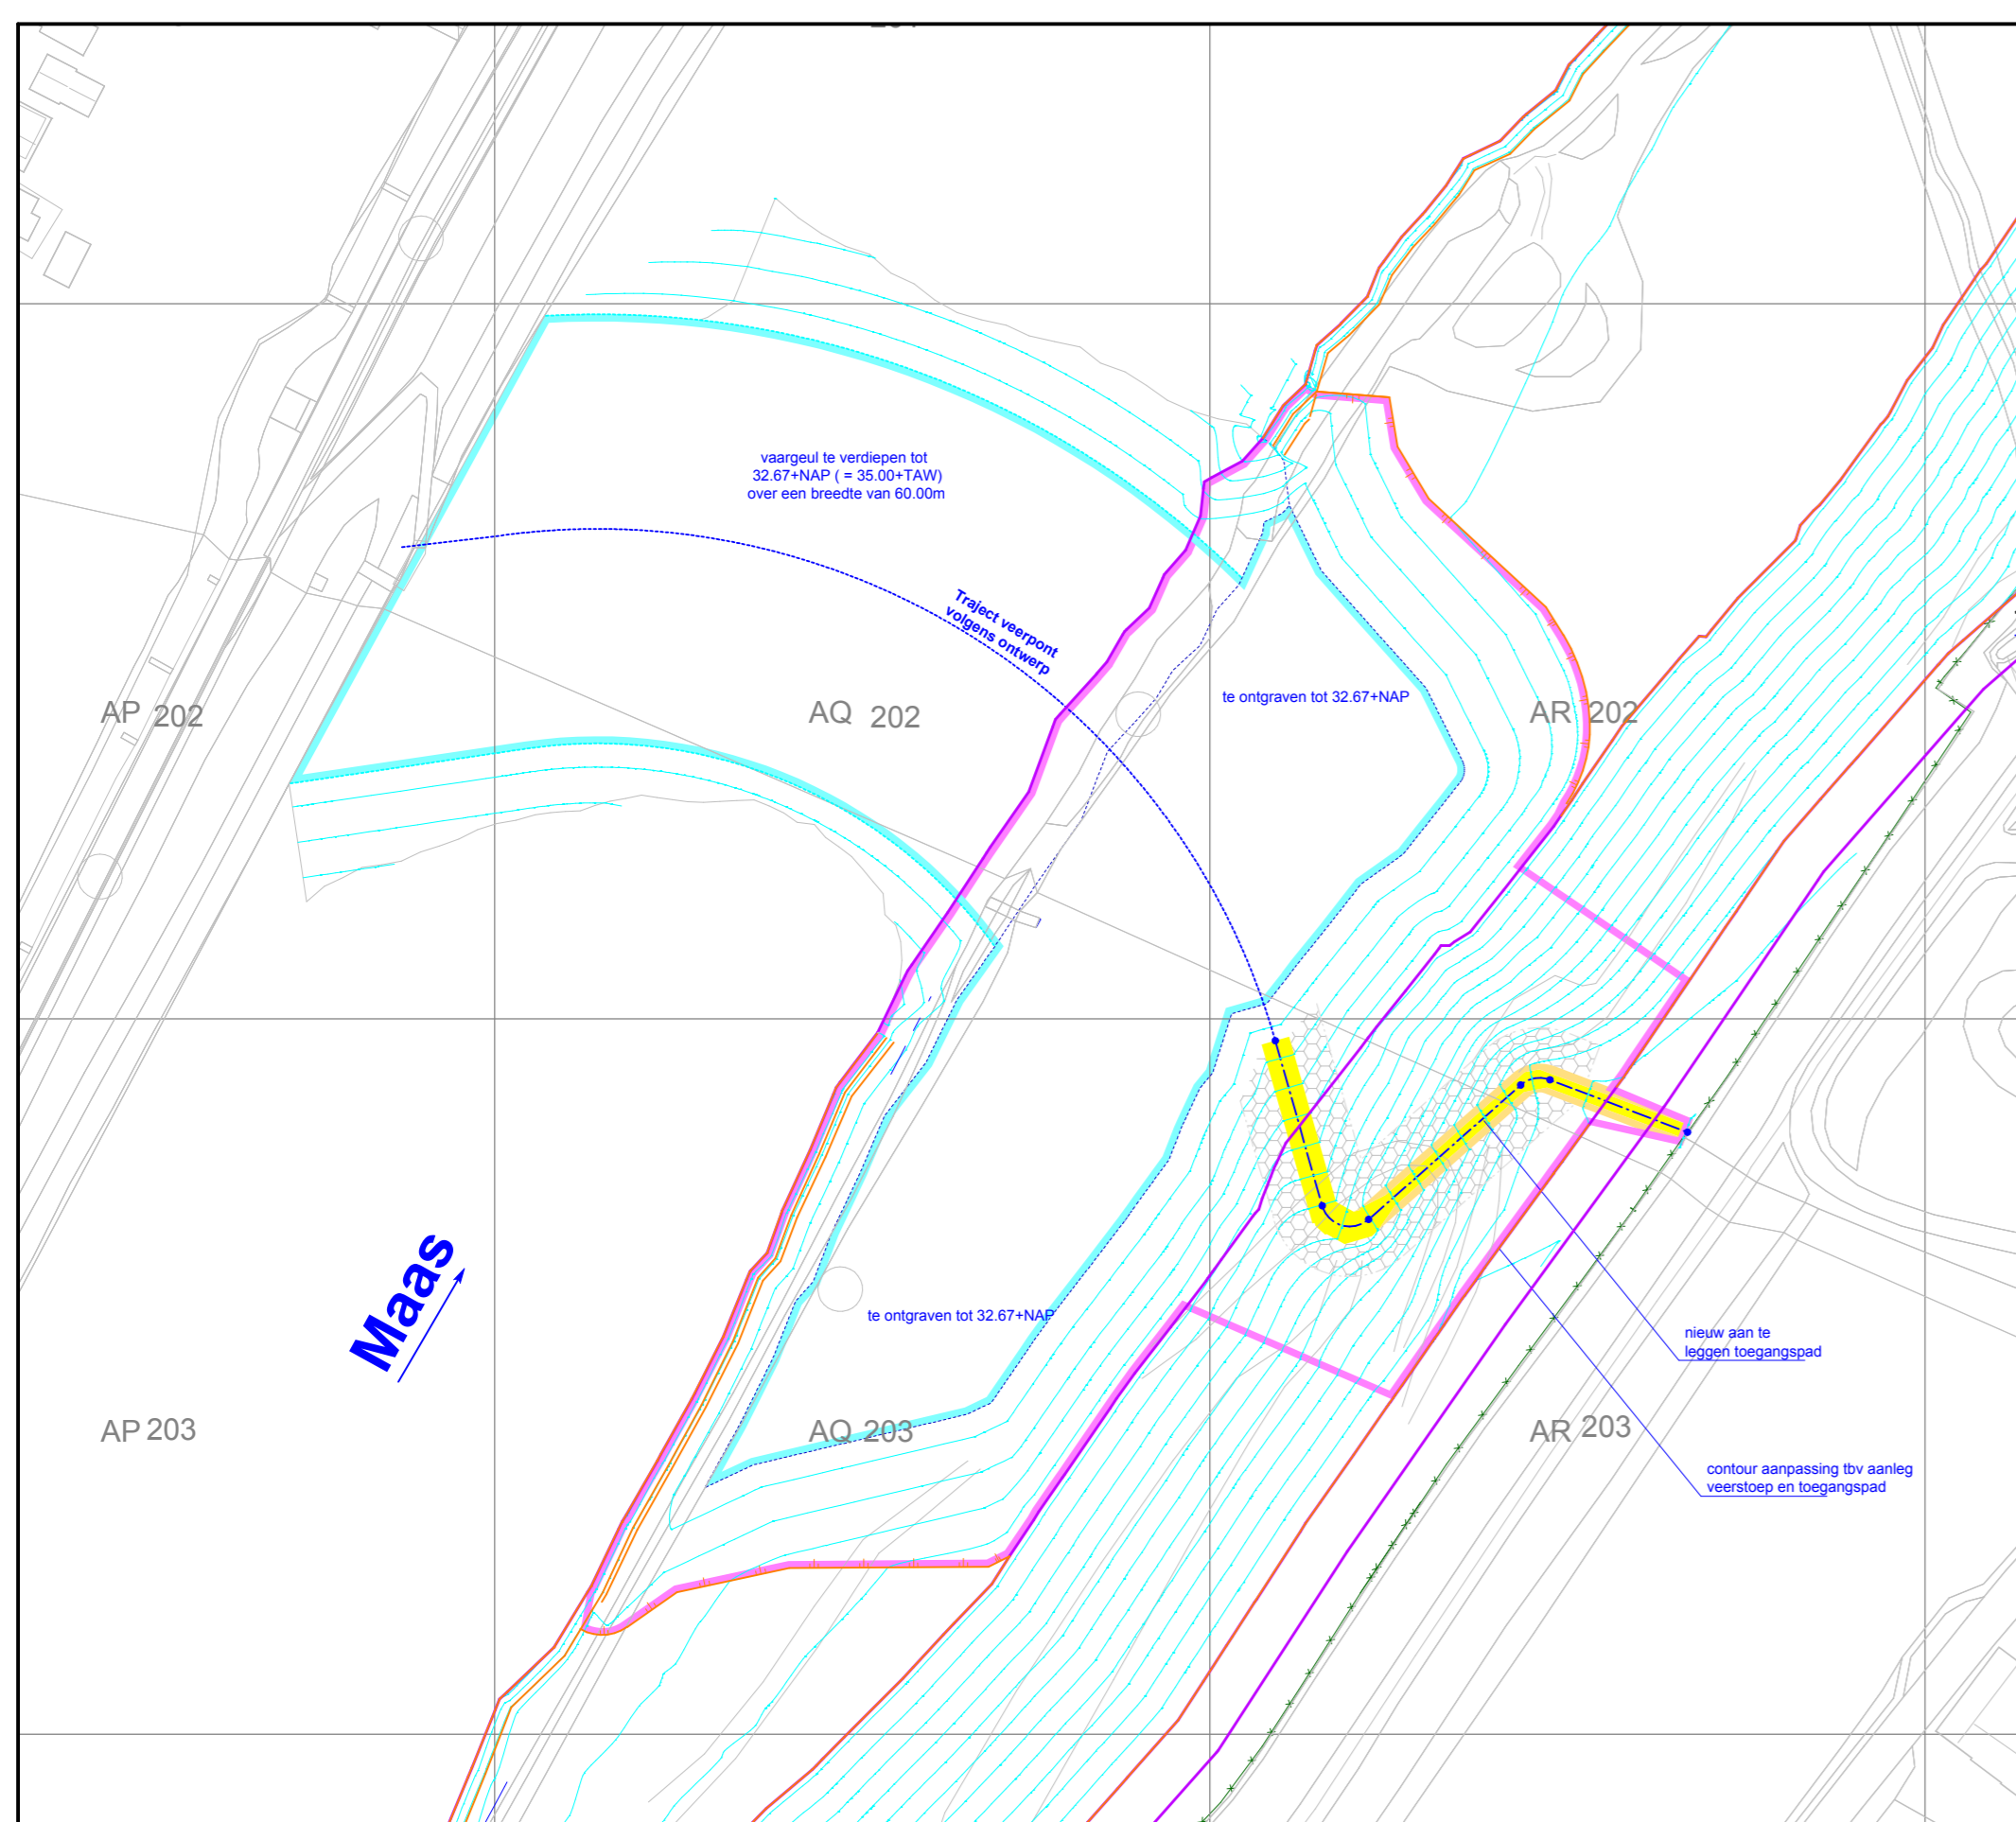 vaargeul te verdiepen tot
32.67+NAP ( = 35.00+TAW)
over een breedte van 60.00m
Traject veerpont
volgens ontwerp
te ontgraven tot 32.67+NAP
AP 202
AQ 202
AR 202
Maas
te ontgraven tot 32.67+NAP
nieuw aan te
leggen toegangspad
AP 203
AQ 203
AR 203
contour aanpassing tbv aanleg
veerstoep en toegangspad